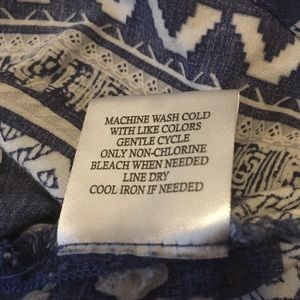 MACHINE WASH COLD
WITH LIKE COLORS
GENTLE CYCLE
ONLY NON-CHLORINE
BLEACH WHEN NEEDED
LINE DRY
COOL IRON IF NEEDED